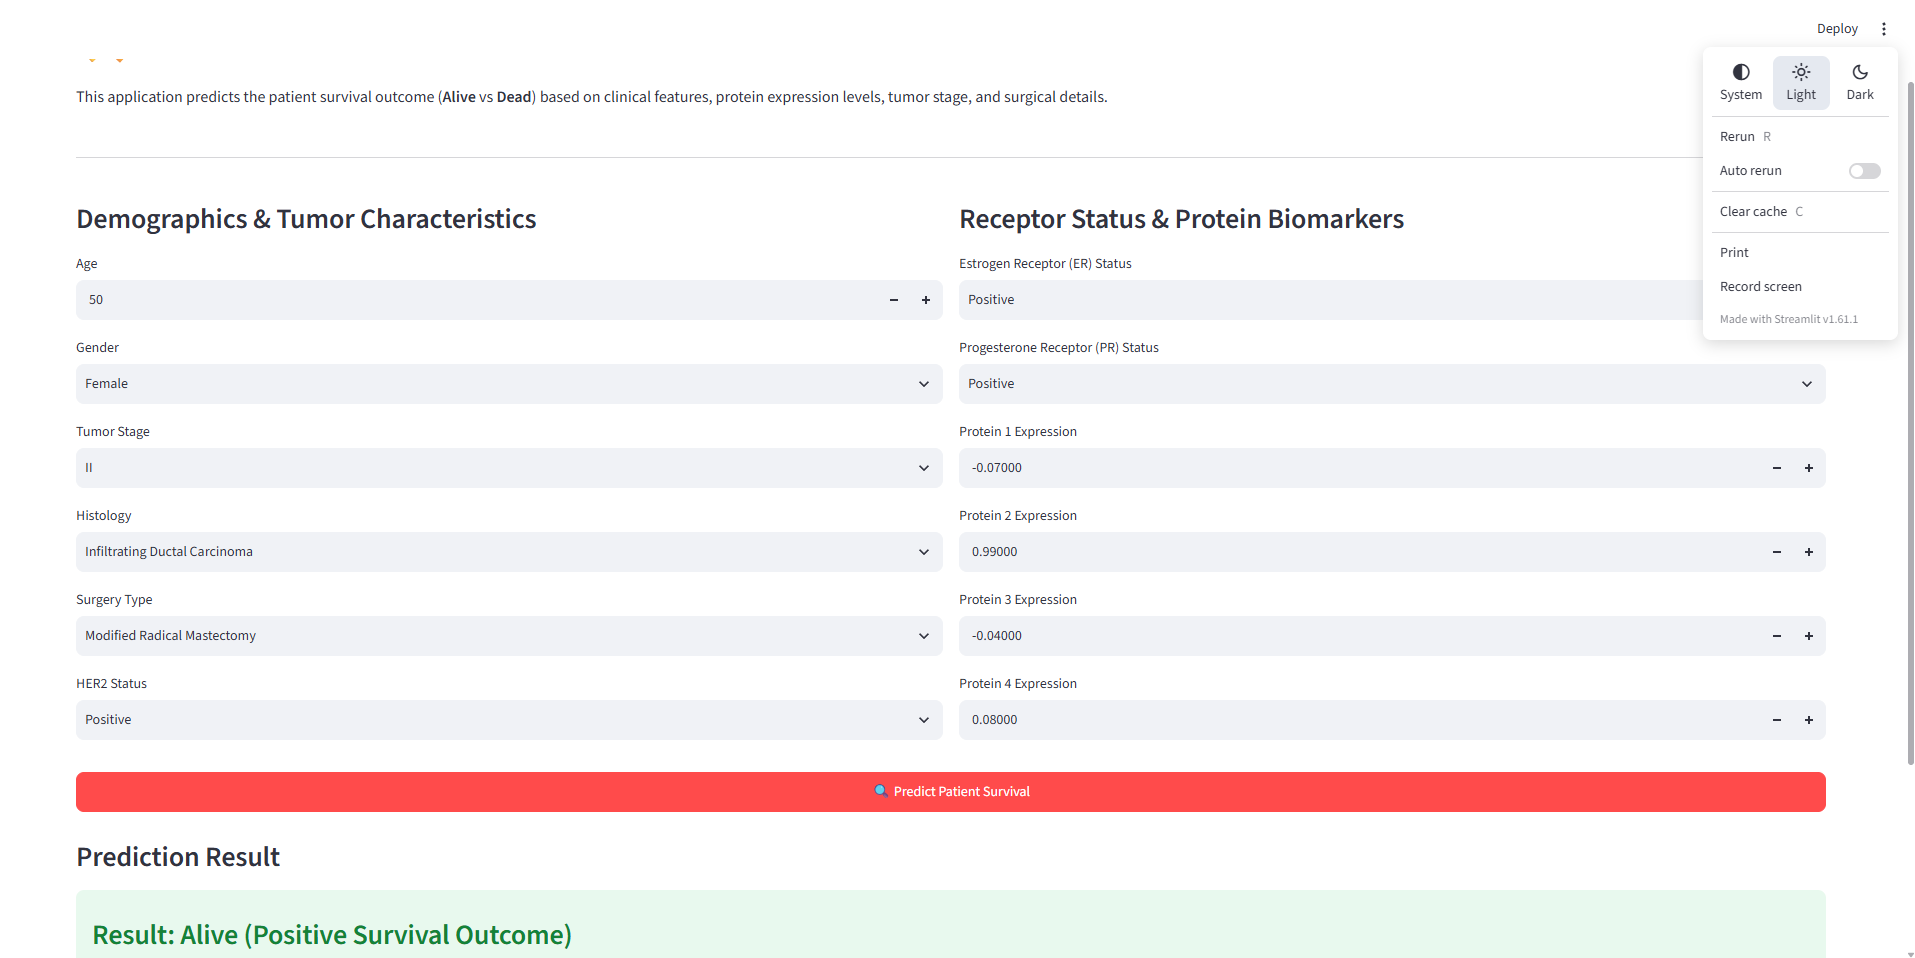 Deploy
System Light Dark
Rerun R
Auto rerun
Clear cache C
Print
Record screen
Made with Streamlit v1.61.1
This application predicts the patient survival outcome (Alive vs Dead) based on clinical features, protein expression levels, tumor stage, and surgical details.
Demographics & Tumor Characteristics
Age
50
Gender
Female
Tumor Stage
II
Histology
Infiltrating Ductal Carcinoma
Surgery Type
Modified Radical Mastectomy
HER2 Status
Positive
Receptor Status & Protein Biomarkers
Estrogen Receptor (ER) Status
Positive
Progesterone Receptor (PR) Status
Positive
Protein 1 Expression
-0.07000
Protein 2 Expression
0.99000
Protein 3 Expression
-0.04000
Protein 4 Expression
0.08000
Predict Patient Survival
Prediction Result
Result: Alive (Positive Survival Outcome)